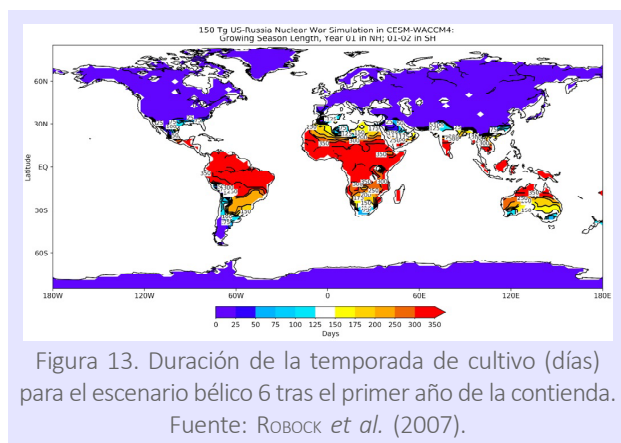 150 Tg US-Russia Nuclear War Simulation in CESM-WACCM4:
Growing Season Length, Year 01 in NH; 01-02 in SH
Latitude
60N
30N
EQ
30S
60S
180W
120W
60W
0
60E
120E
180E
0 25 50 75 100 125 150 175 200 250 300 350
Days
Figura 13. Duración de la temporada de cultivo (días)
para el escenario bélico 6 tras el primer año de la contienda.
Fuente: Robock et al. (2007).